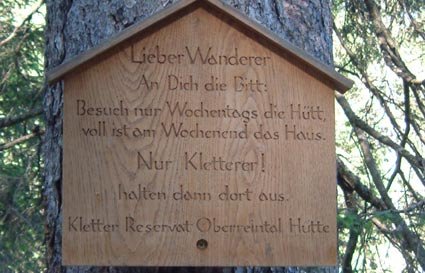 Lieber Wanderer
An Dich die Bitt:
Besuch nur Wochentags die Hütt,
voll ist am Wochenend das Haus.
Nur Kletterer!
halten dann dort aus.
Kletter Reservat Oberreintal Hütte